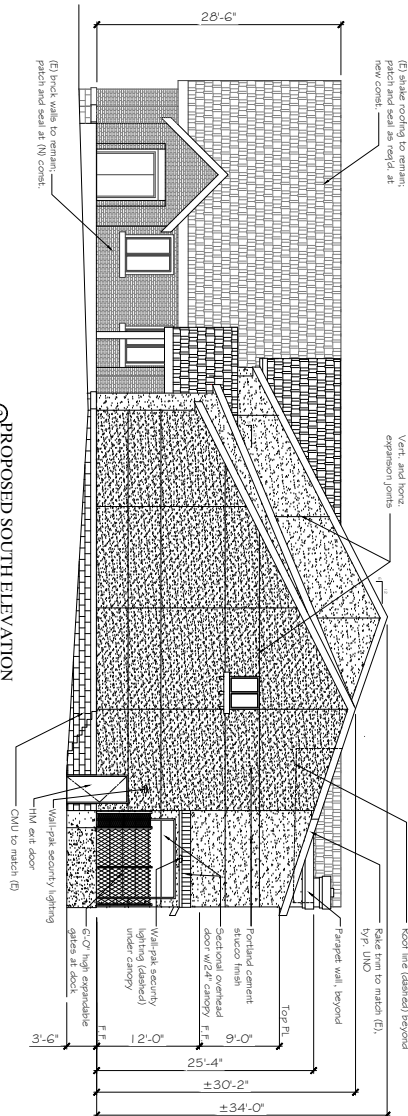 28'-6"
(E) shake roofing to remain;
patch and seal as req'd. at
new const.
(E) brick walls to remain;
patch and seal at (N) const.
Vert. and horiz.
expansion joints
Roof line (dashed) beyond
Rake trim to match (E),
typ. UNO
Parapet wall, beyond
Top PL
Portland cement
stucco finish
Sectional overhead
door w/24" canopy
Wall-pak security
lighting (dashed)
under canopy
6'-0" high expandable
gates at dock
Wall-pak security lighting
HM exit door
CMU to match (E)
F.F.
F.F.
3'-6"
12'-0"
9'-0"
25'-4"
±30'-2"
±34'-0"
PROPOSED SOUTH ELEVATION